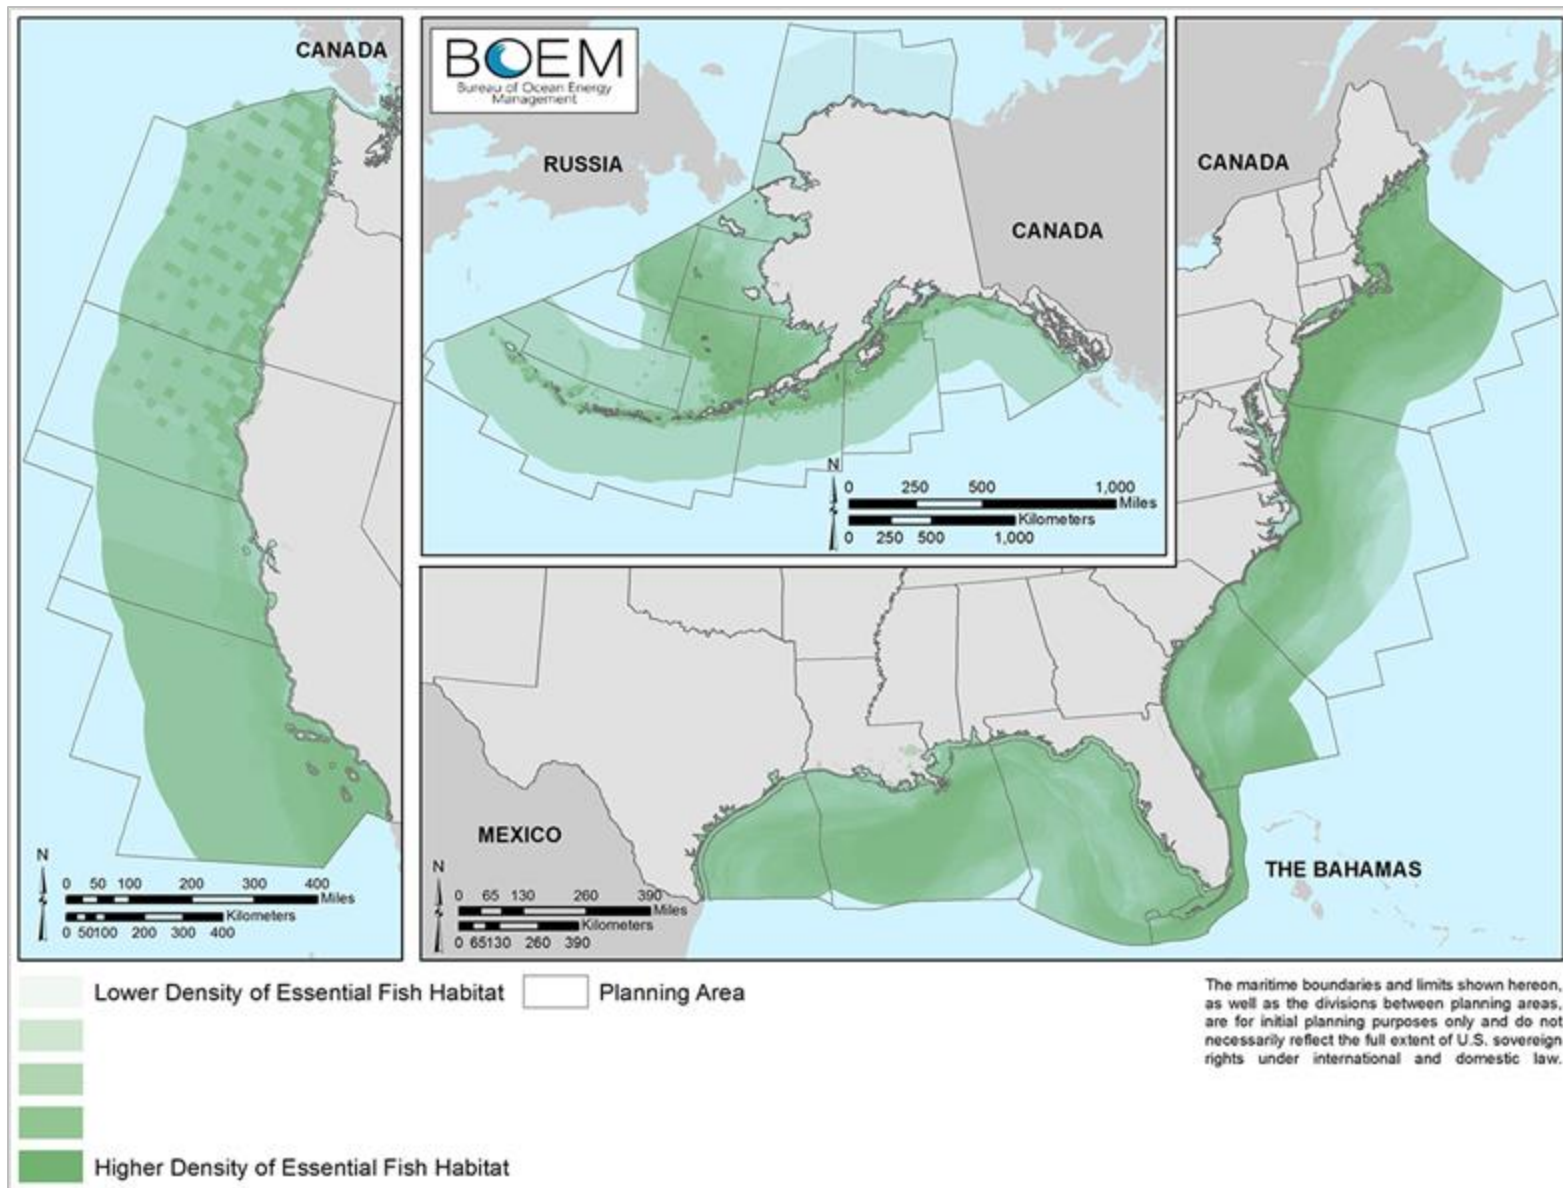 CANADA
N
0 50 100 200 300 400
Miles
Kilometers
0 50100 200 300 400
BOEM
Bureau of Ocean Energy
Management
RUSSIA
CANADA
N
0 250 500 1,000
Miles
Kilometers
0 250 500 1,000
CANADA
MEXICO
THE BAHAMAS
N
0 65 130 260 390
Miles
Kilometers
0 65130 260 390
Lower Density of Essential Fish Habitat
Planning Area
Higher Density of Essential Fish Habitat
The maritime boundaries and limits shown hereon,
as well as the divisions between planning areas,
are for initial planning purposes only and do not
necessarily reflect the full extent of U.S. sovereign
rights under international and domestic law.